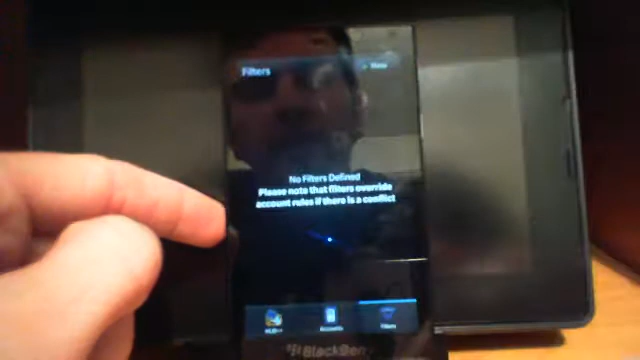 Filters
New
No Filters Defined
Please note that filters override
account rules if there is a conflict
HUB++
Accounts
Filters
BlackBerry